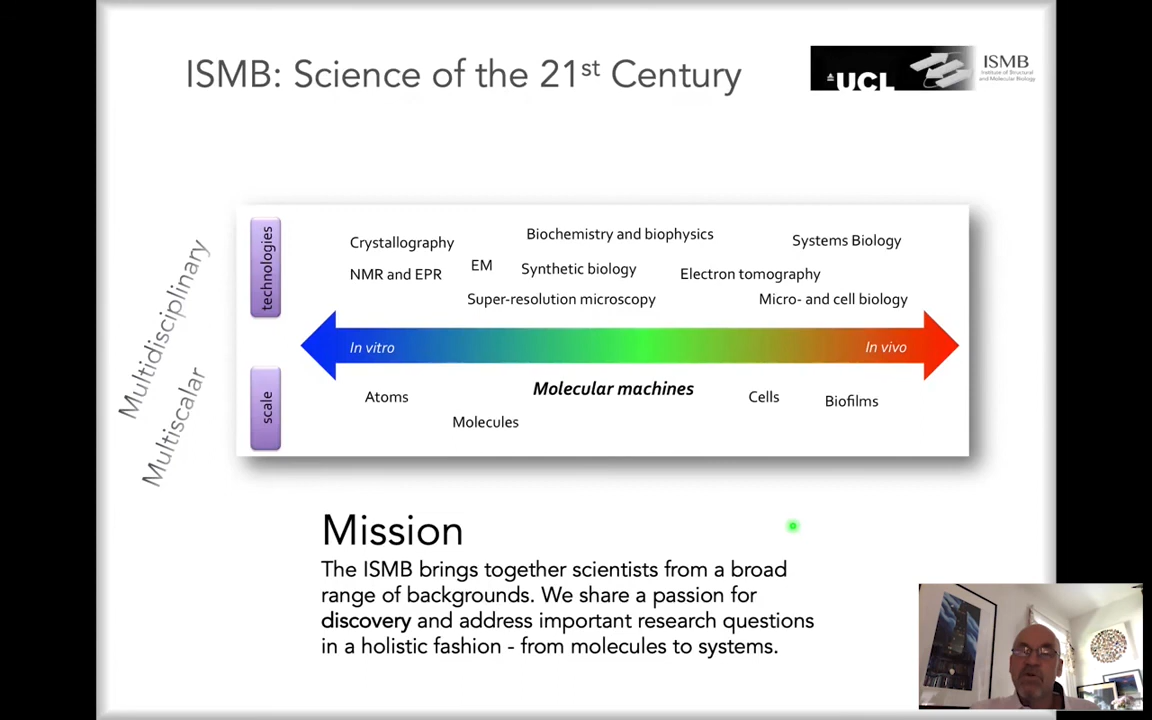 ISMB: Science of the 21st Century
UCL
ISMB
Institute of Structural
and Molecular Biology
Multidisciplinary
Multiscalar
technologies
Crystallography
Biochemistry and biophysics
Systems Biology
NMR and EPR
EM
Synthetic biology
Electron tomography
Super-resolution microscopy
Micro- and cell biology
In vitro
In vivo
scale
Atoms
Molecular machines
Cells
Biofilms
Molecules
Mission
The ISMB brings together scientists from a broad
range of backgrounds. We share a passion for
discovery and address important research questions
in a holistic fashion - from molecules to systems.